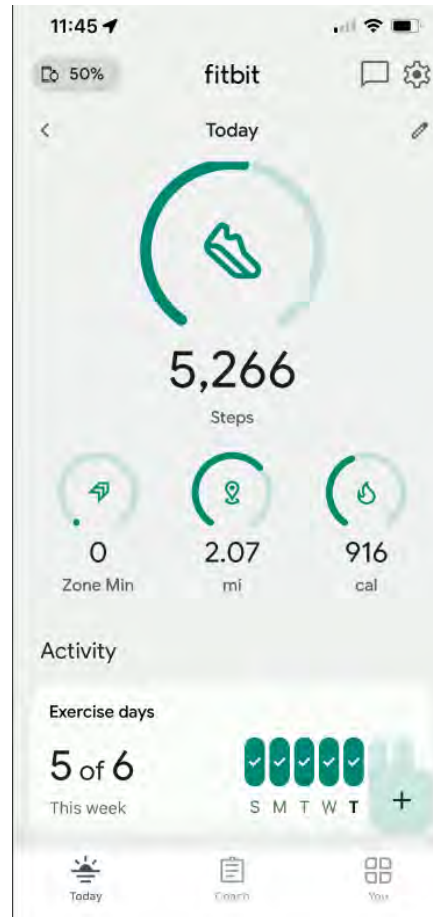 11:45
50%
fitbit
Today
5,266
Steps
0
2.07
916
Zone Min
mi
cal
Activity
Exercise days
5 of 6
This week
S M T W T
+
Today
Coach
You